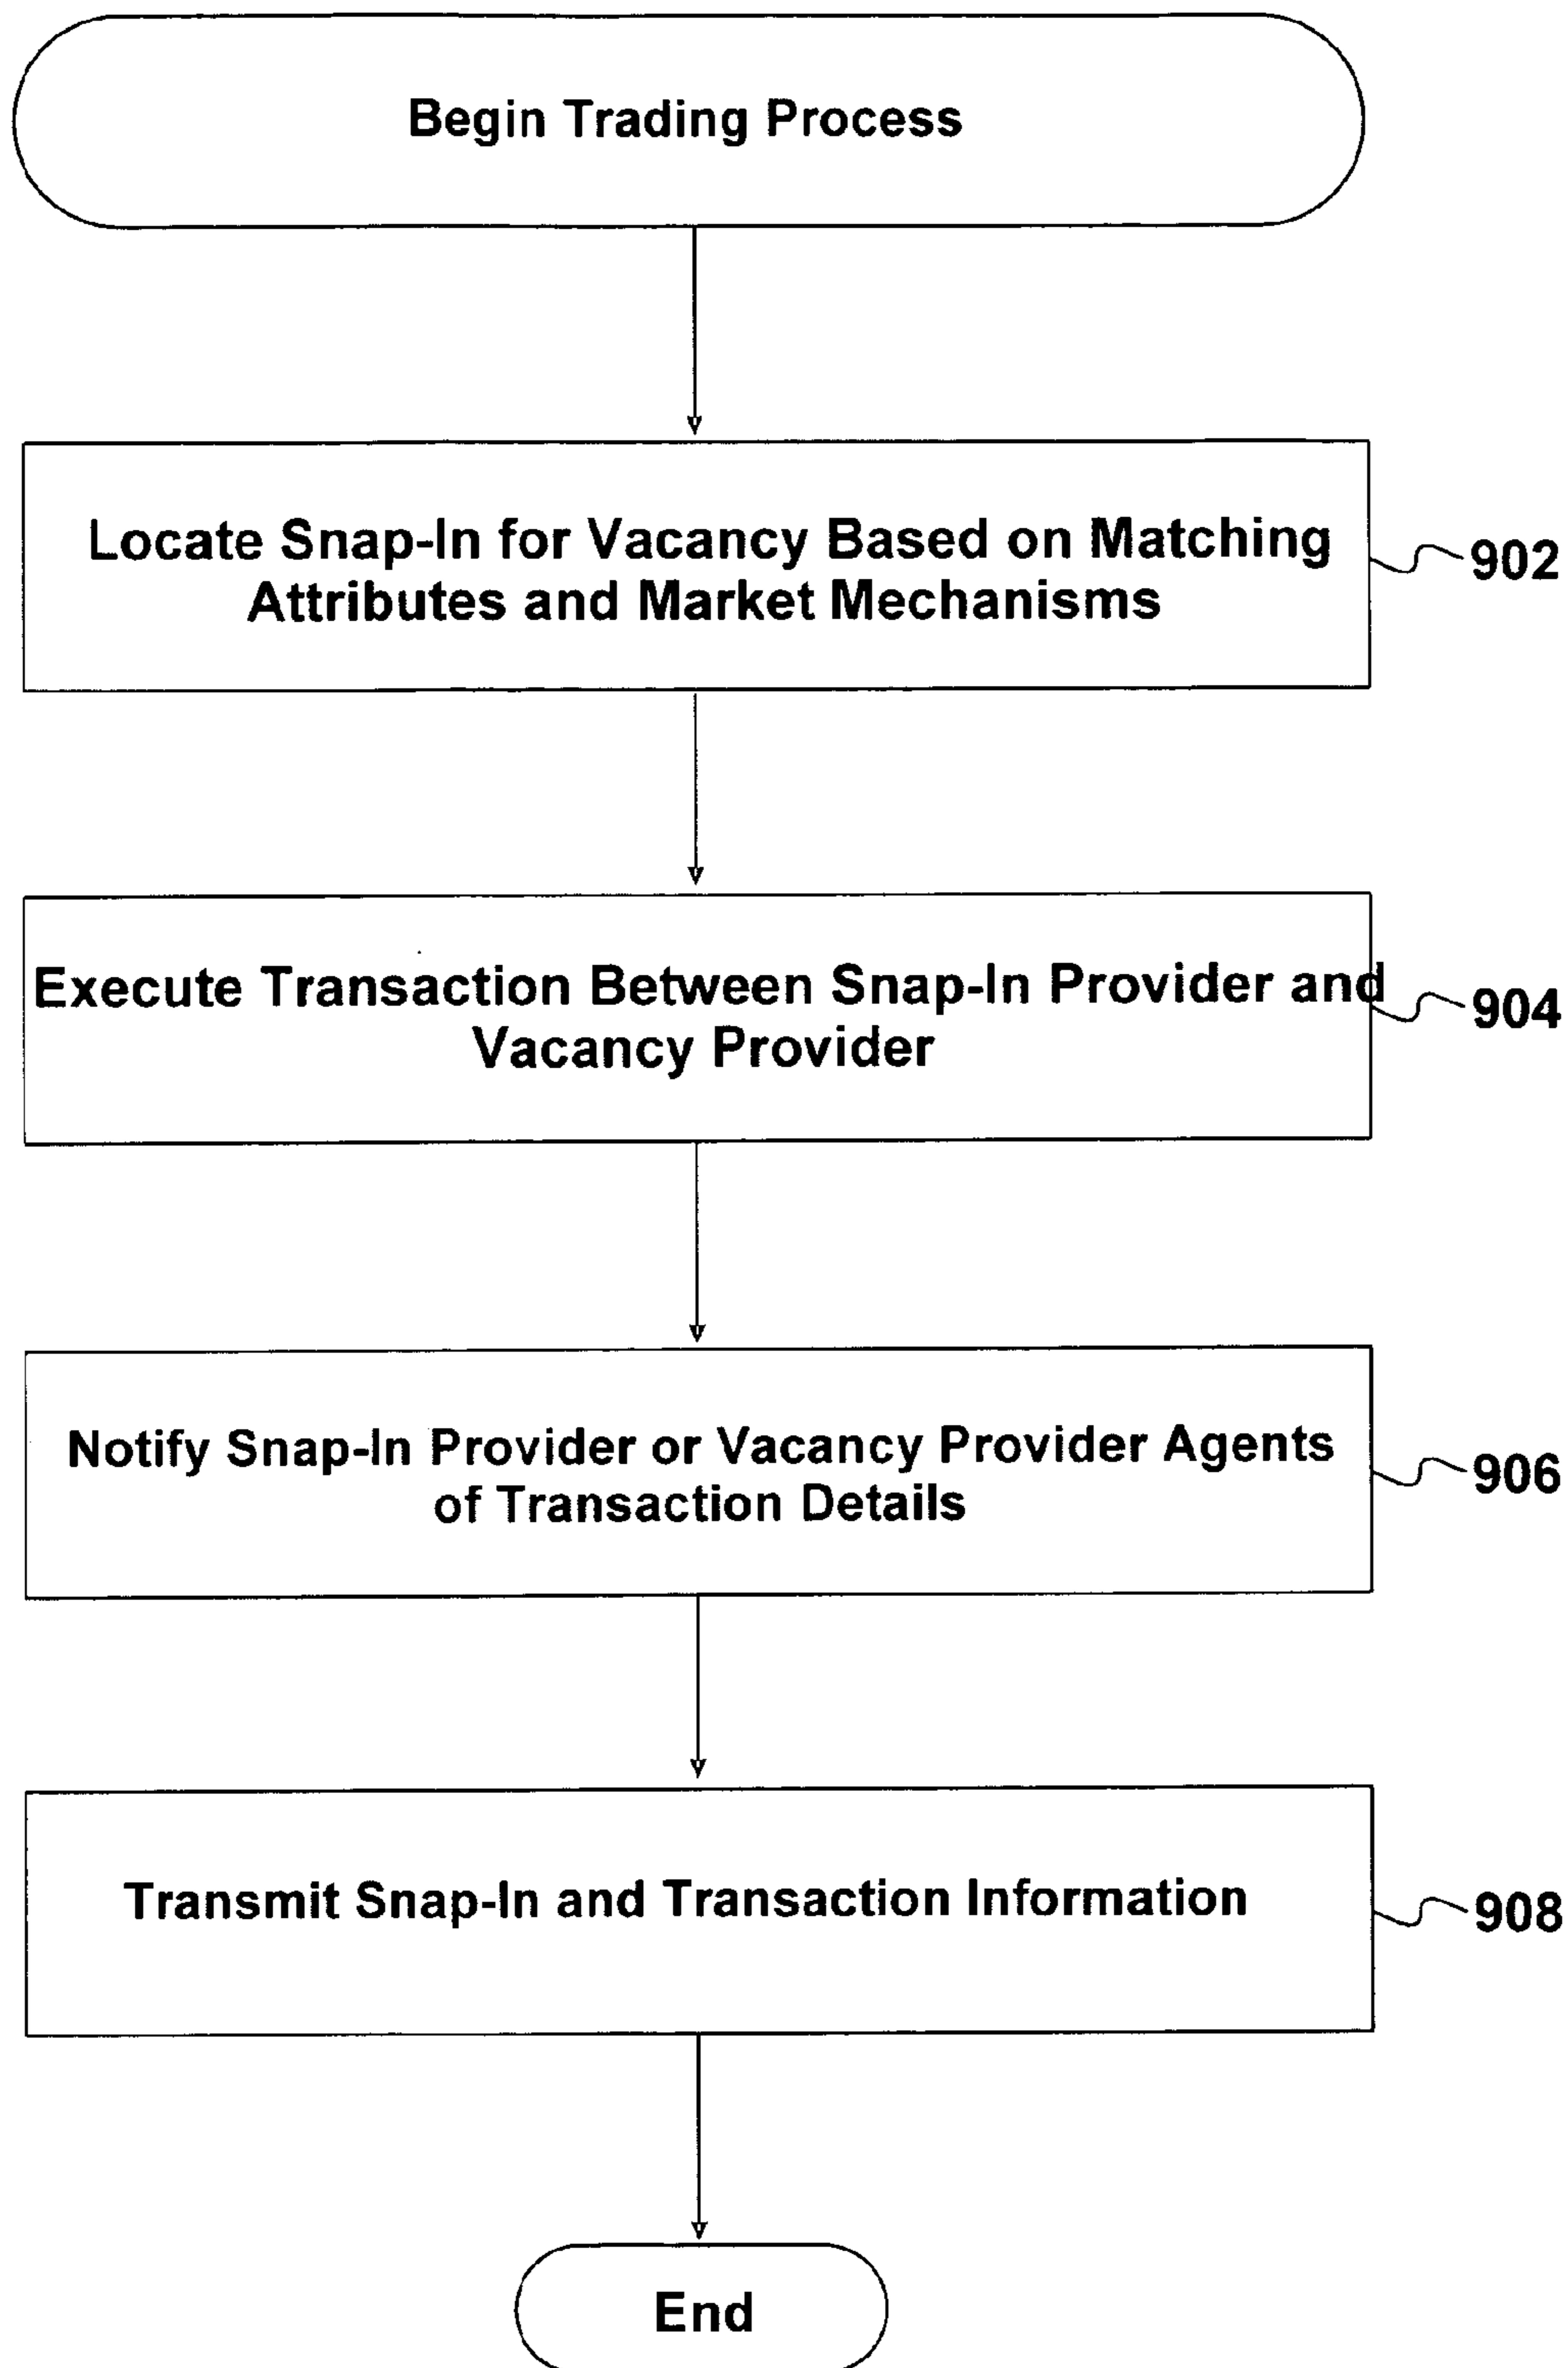 Begin Trading Process
Locate Snap-In for Vacancy Based on Matching
Attributes and Market Mechanisms
902
Execute Transaction Between Snap-In Provider and
Vacancy Provider
904
Notify Snap-In Provider or Vacancy Provider Agents
of Transaction Details
906
Transmit Snap-In and Transaction Information
908
End